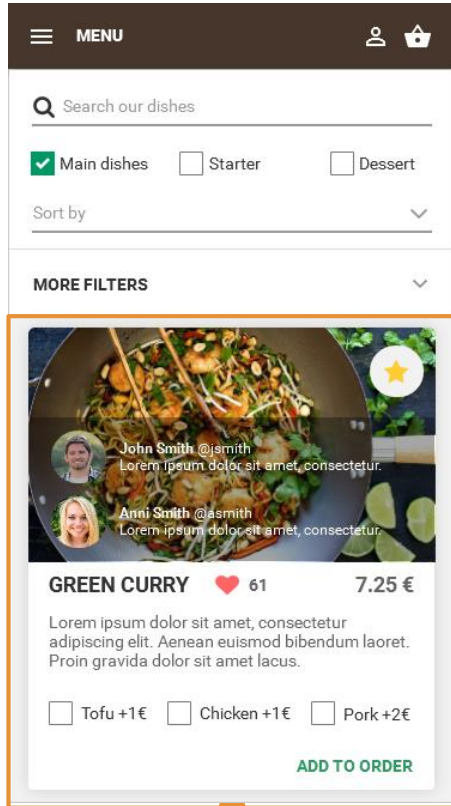 MENU
Search our dishes
Main dishes Starter Dessert
Sort by
MORE FILTERS
John Smith @jsmith
Lorem ipsum dolor sit amet, consectetur.
Anni Smith @asmith
Lorem ipsum dolor sit amet, consectetur.
GREEN CURRY 61 7.25 €
Lorem ipsum dolor sit amet, consectetur
adipiscing elit. Aenean euismod bibendum laoret.
Proin gravida dolor sit amet lacus.
Tofu +1€ Chicken +1€ Pork +2€
ADD TO ORDER